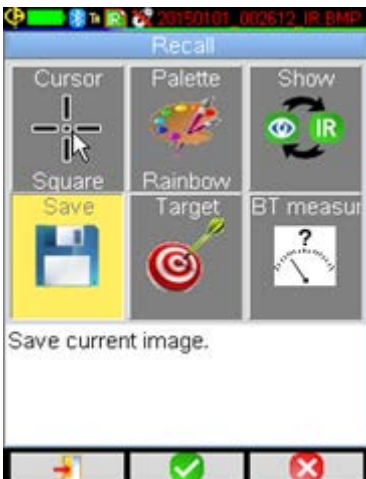 20150101_002612_IR.BMP
Recall
Cursor Palette Show
IR
Square Rainbow
Save Target BT measur
?
Save current image.